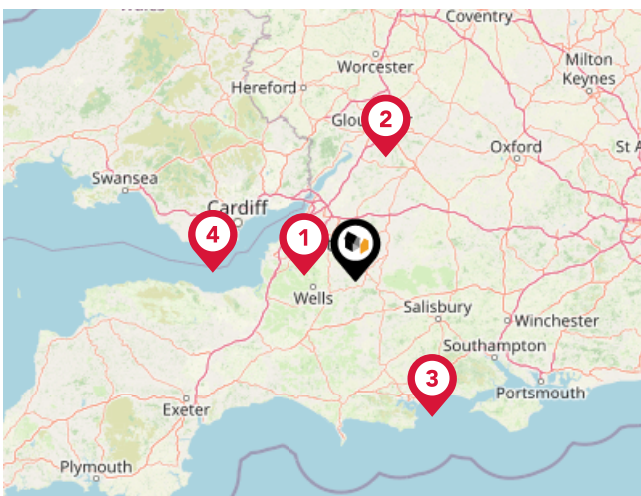 Coventry
Worcester
Milton
Keynes
Hereford
2
Glou
Oxford
St A
Swansea
Cardiff
4
1
Wells
Salisbury
Winchester
Southampton
3
Portsmouth
Exeter
Plymouth